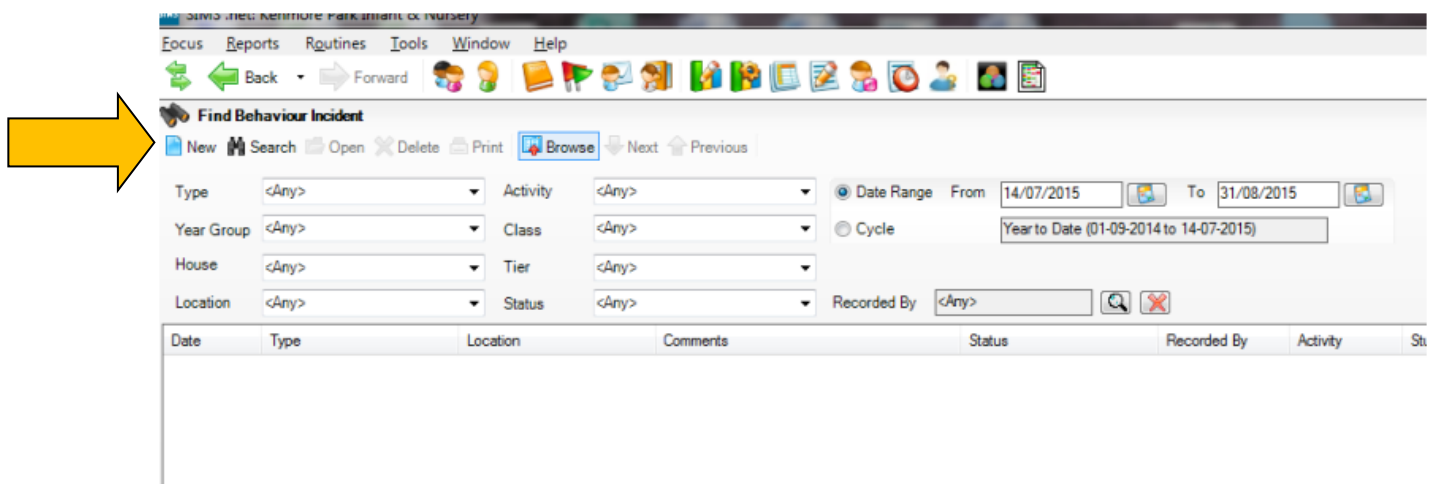 SIMS .net: Kenmore Park Infant & Nursery
Focus Reports Routines Tools Window Help
Back Forward
Find Behaviour Incident
New Search Open Delete Print Browse Next Previous
Type <Any> Activity <Any> Date Range From 14/07/2015 To 31/08/2015
Year Group <Any> Class <Any> Cycle Year to Date (01-09-2014 to 14-07-2015)
House <Any> Tier <Any>
Location <Any> Status <Any> Recorded By <Any>
Date Type Location Comments Status Recorded By Activity Stu